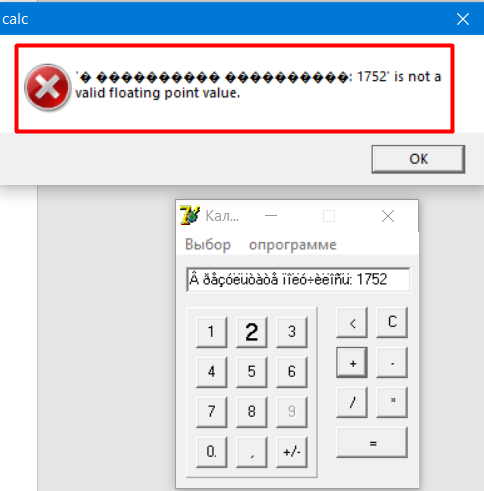 calc
'� ���������� ����������: 1752' is not a
valid floating point value.
OK
Кал...
Выбор опрограмме
Â ðåçóëüòàòå ïîëó÷èëîñü: 1752
1 2 3 < C
4 5 6 + -
7 8 9 / *
0. , +/- =